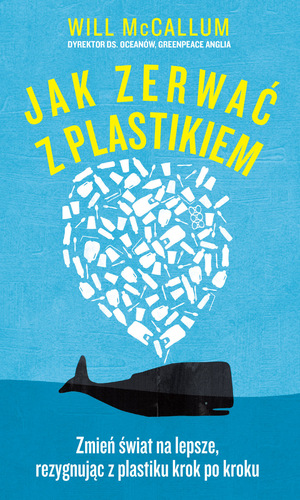 WILL McCALLUM
DYREKTOR DS. OCEANÓW, GREENPEACE ANGLIA
JAK ZERWAĆ
Z PLASTIKIEM
Zmień świat na lepsze,
rezygnując z plastiku krok po kroku